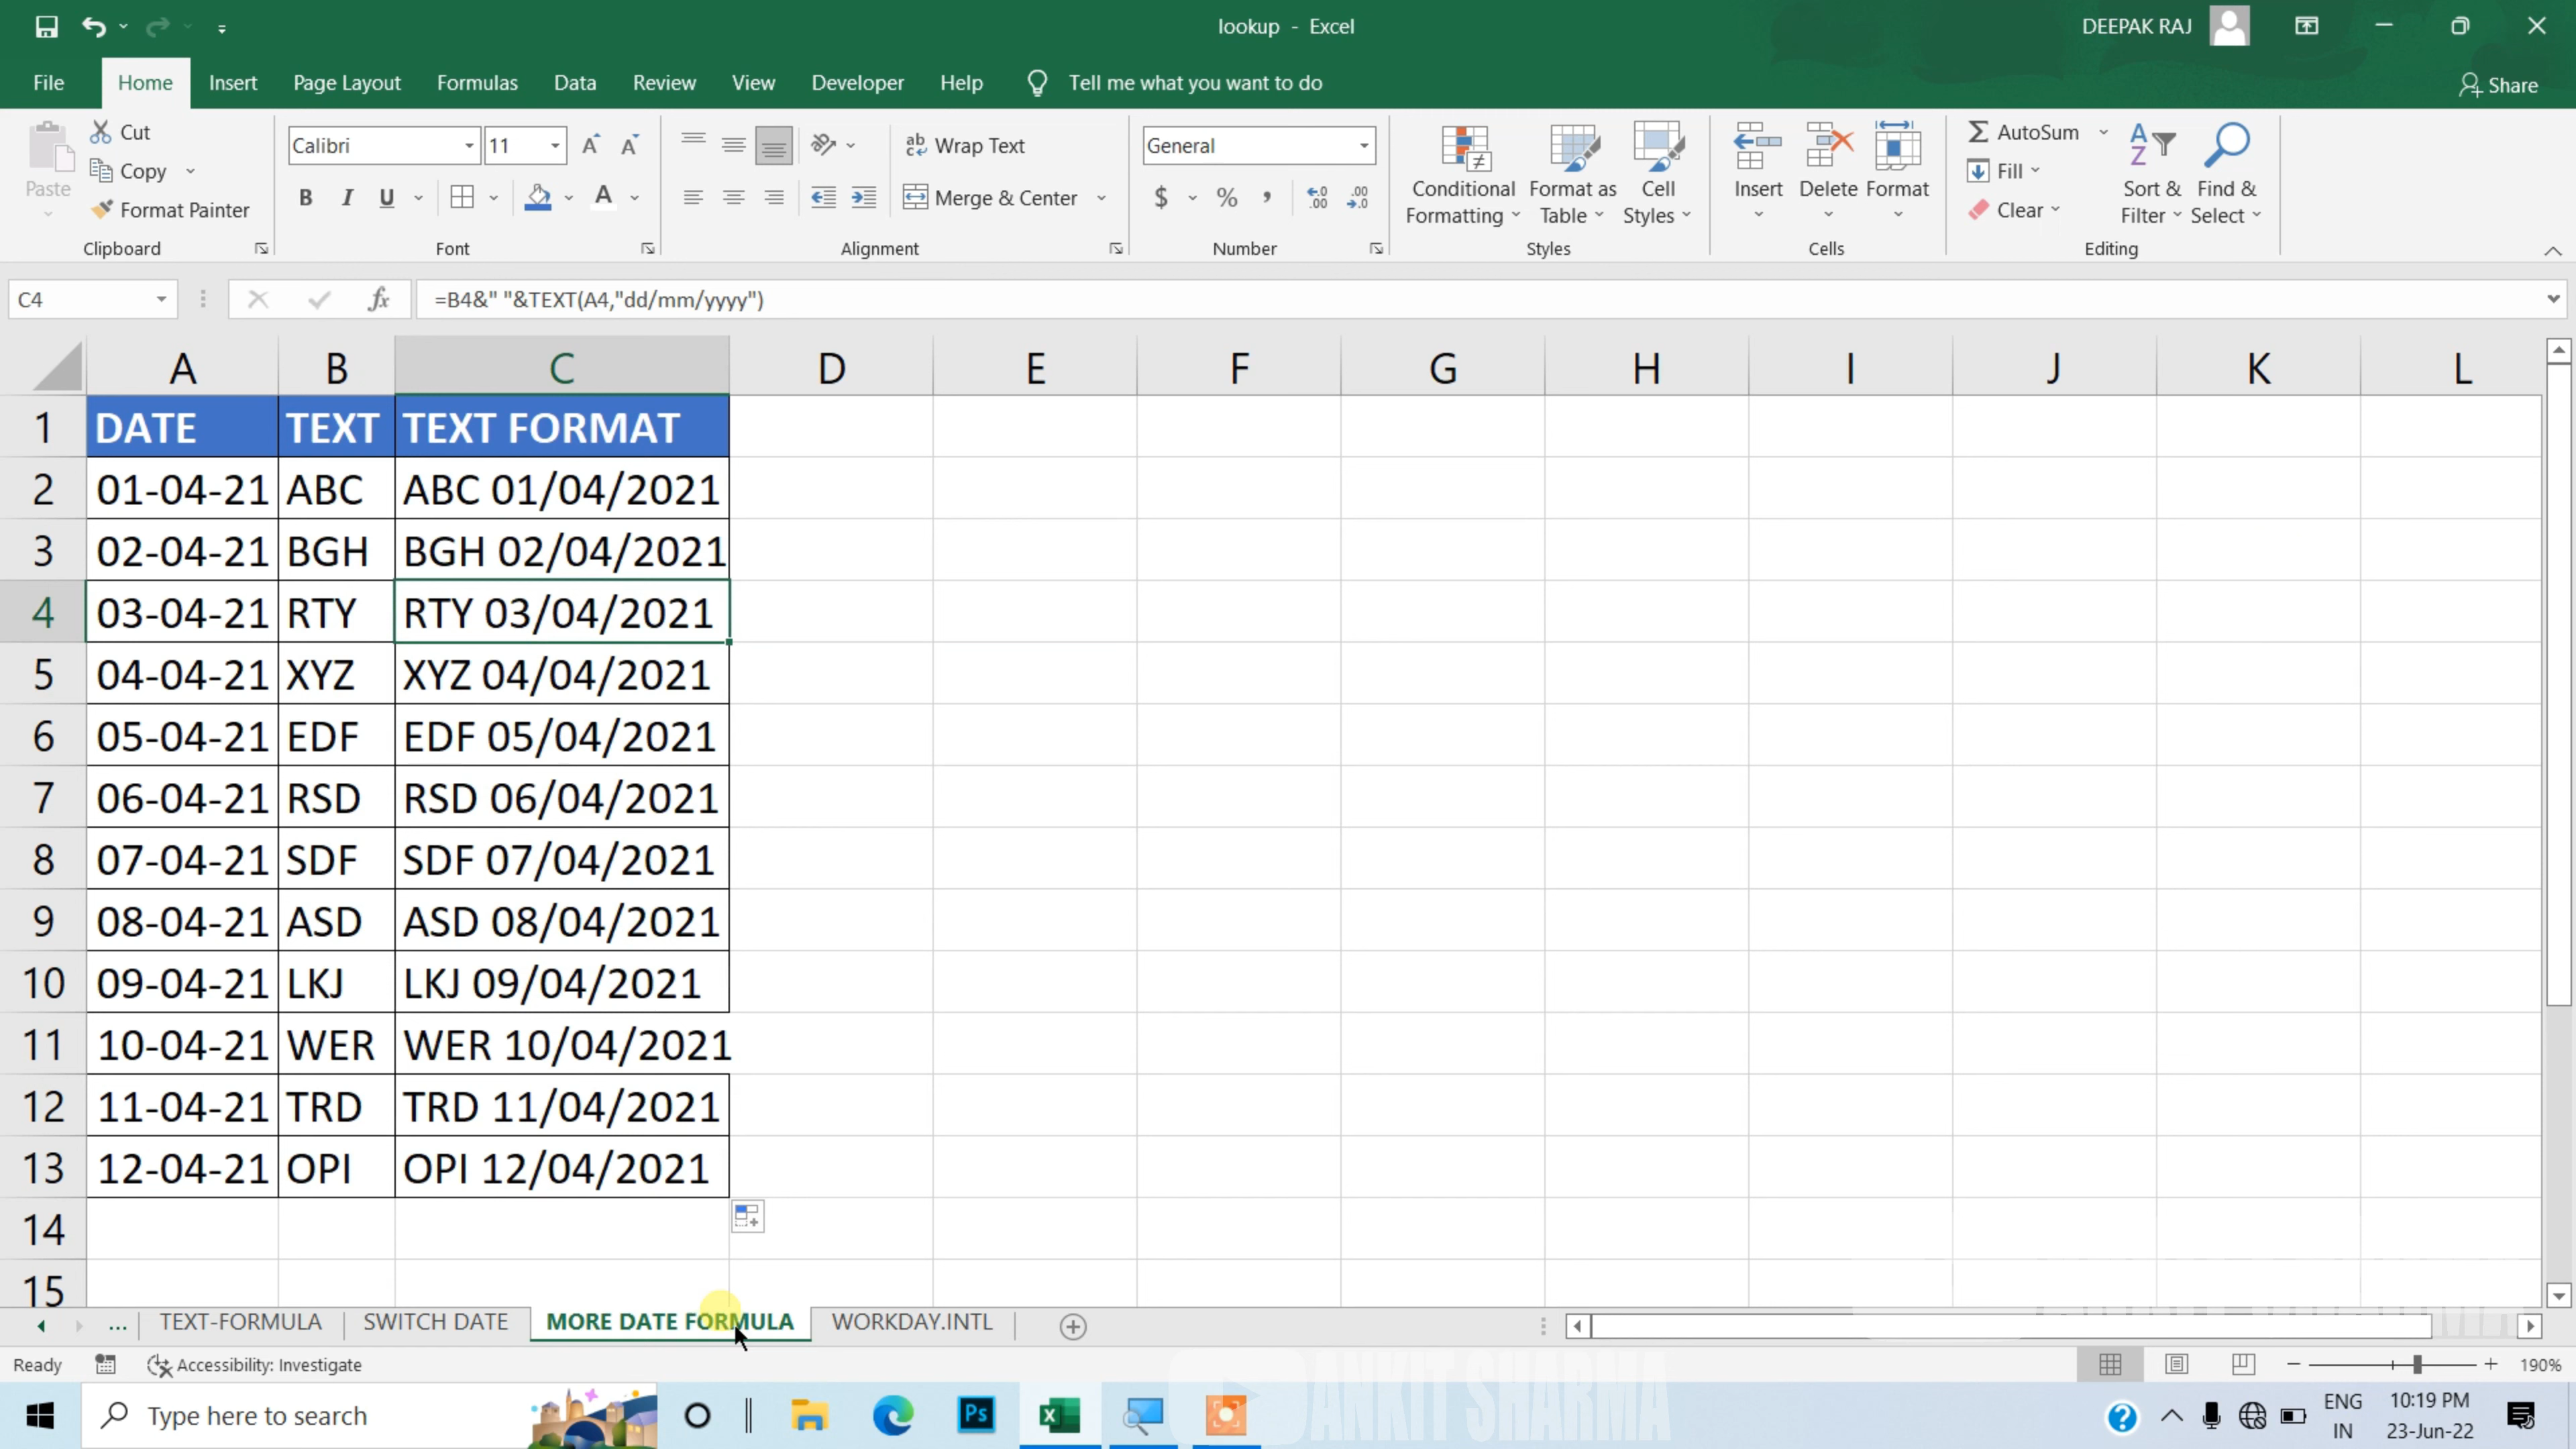 lookup - Excel
DEEPAK RAJ
File Home Insert Page Layout Formulas Data Review View Developer Help Tell me what you want to do
Share
Paste
Cut
Copy
Format Painter
Clipboard
Calibri 11
B I U
Font
Wrap Text
Merge & Center
Alignment
General
$ % , .00 .0
Number
Conditional Formatting
Format as Table
Cell Styles
Styles
Insert Delete Format
Cells
AutoSum
Fill
Clear
Sort & Filter
Find & Select
Editing
C4 fx =B4&" "&TEXT(A4,"dd/mm/yyyy")
A B C D E F G H I J K L
1 DATE TEXT TEXT FORMAT
2 01-04-21 ABC ABC 01/04/2021
3 02-04-21 BGH BGH 02/04/2021
4 03-04-21 RTY RTY 03/04/2021
5 04-04-21 XYZ XYZ 04/04/2021
6 05-04-21 EDF EDF 05/04/2021
7 06-04-21 RSD RSD 06/04/2021
8 07-04-21 SDF SDF 07/04/2021
9 08-04-21 ASD ASD 08/04/2021
10 09-04-21 LKJ LKJ 09/04/2021
11 10-04-21 WER WER 10/04/2021
12 11-04-21 TRD TRD 11/04/2021
13 12-04-21 OPI OPI 12/04/2021
14
15
... TEXT-FORMULA SWITCH DATE MORE DATE FORMULA WORKDAY.INTL
Ready Accessibility: Investigate 190%
ANKIT SHARMA
Type here to search
Ps
ENG
IN
10:19 PM
23-Jun-22